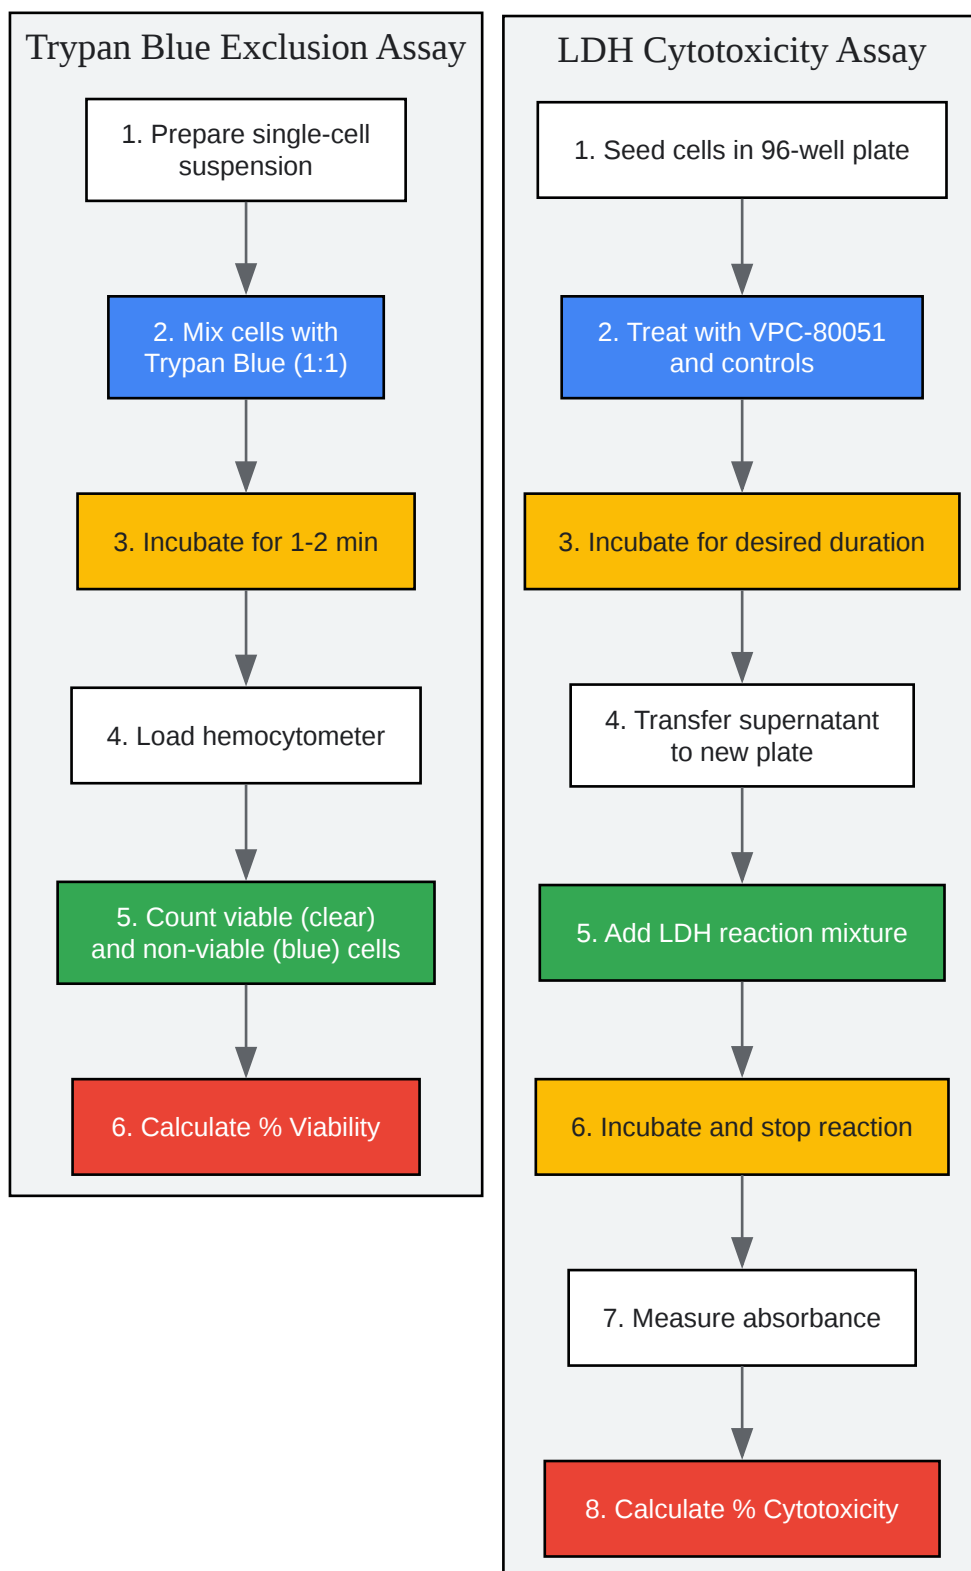 Trypan Blue Exclusion Assay
1. Prepare single-cell
suspension
2. Mix cells with
Trypan Blue (1:1)
3. Incubate for 1-2 min
4. Load hemocytometer
5. Count viable (clear)
and non-viable (blue) cells
6. Calculate % Viability
LDH Cytotoxicity Assay
1. Seed cells in 96-well plate
2. Treat with VPC-80051
and controls
3. Incubate for desired duration
4. Transfer supernatant
to new plate
5. Add LDH reaction mixture
6. Incubate and stop reaction
7. Measure absorbance
8. Calculate % Cytotoxicity